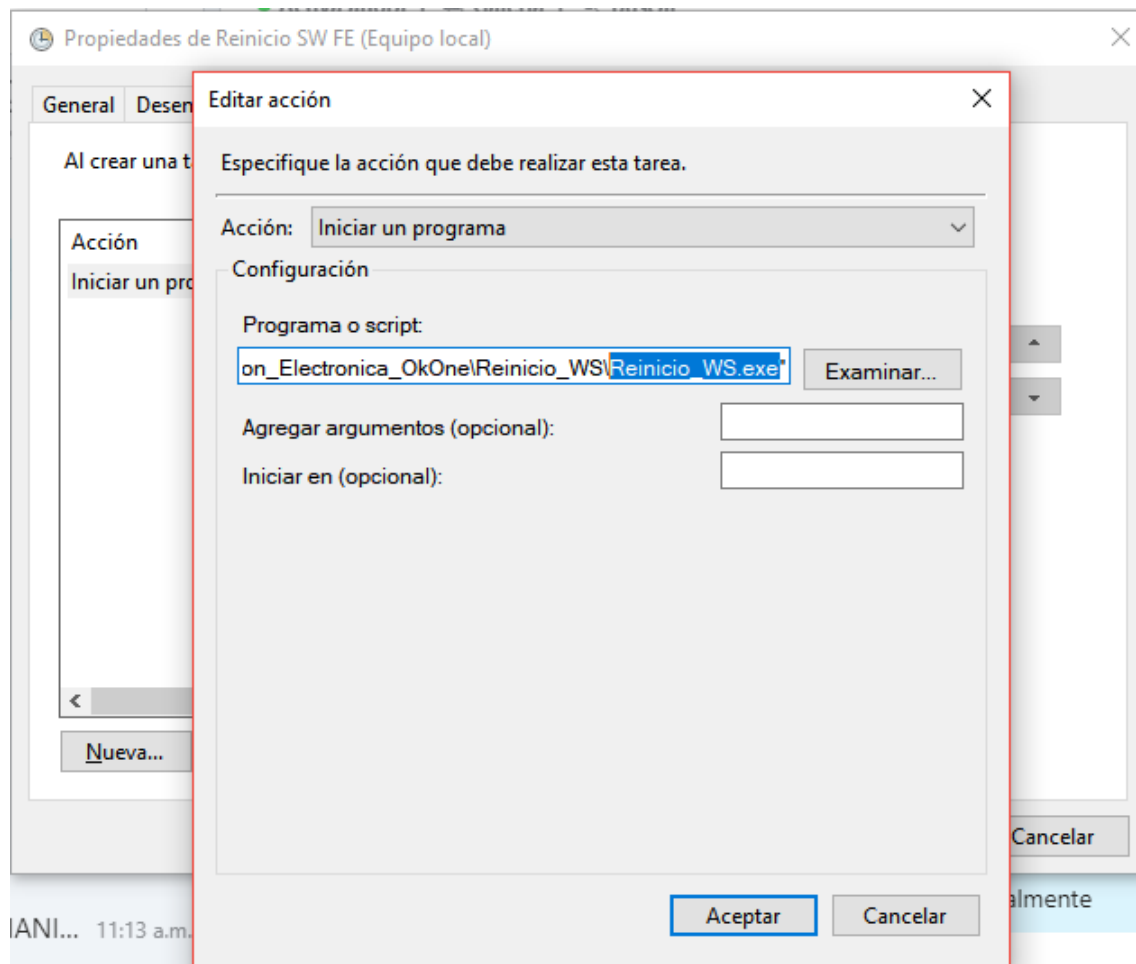 Propiedades de Reinicio SW FE (Equipo local)
General
Editar acción
Al crear una
Especifique la acción que debe realizar esta tarea.
Acción:
Iniciar un programa
Acción
Iniciar un
Configuración
Programa o script:
on_Electronica_OkOne\Reinicio_WS\Reinicio_WS.exe"
Examinar...
Agregar argumentos (opcional):
Iniciar en (opcional):
Nueva...
Cancelar
Aceptar
Cancelar
almente
IANI... 11:13 a.m.